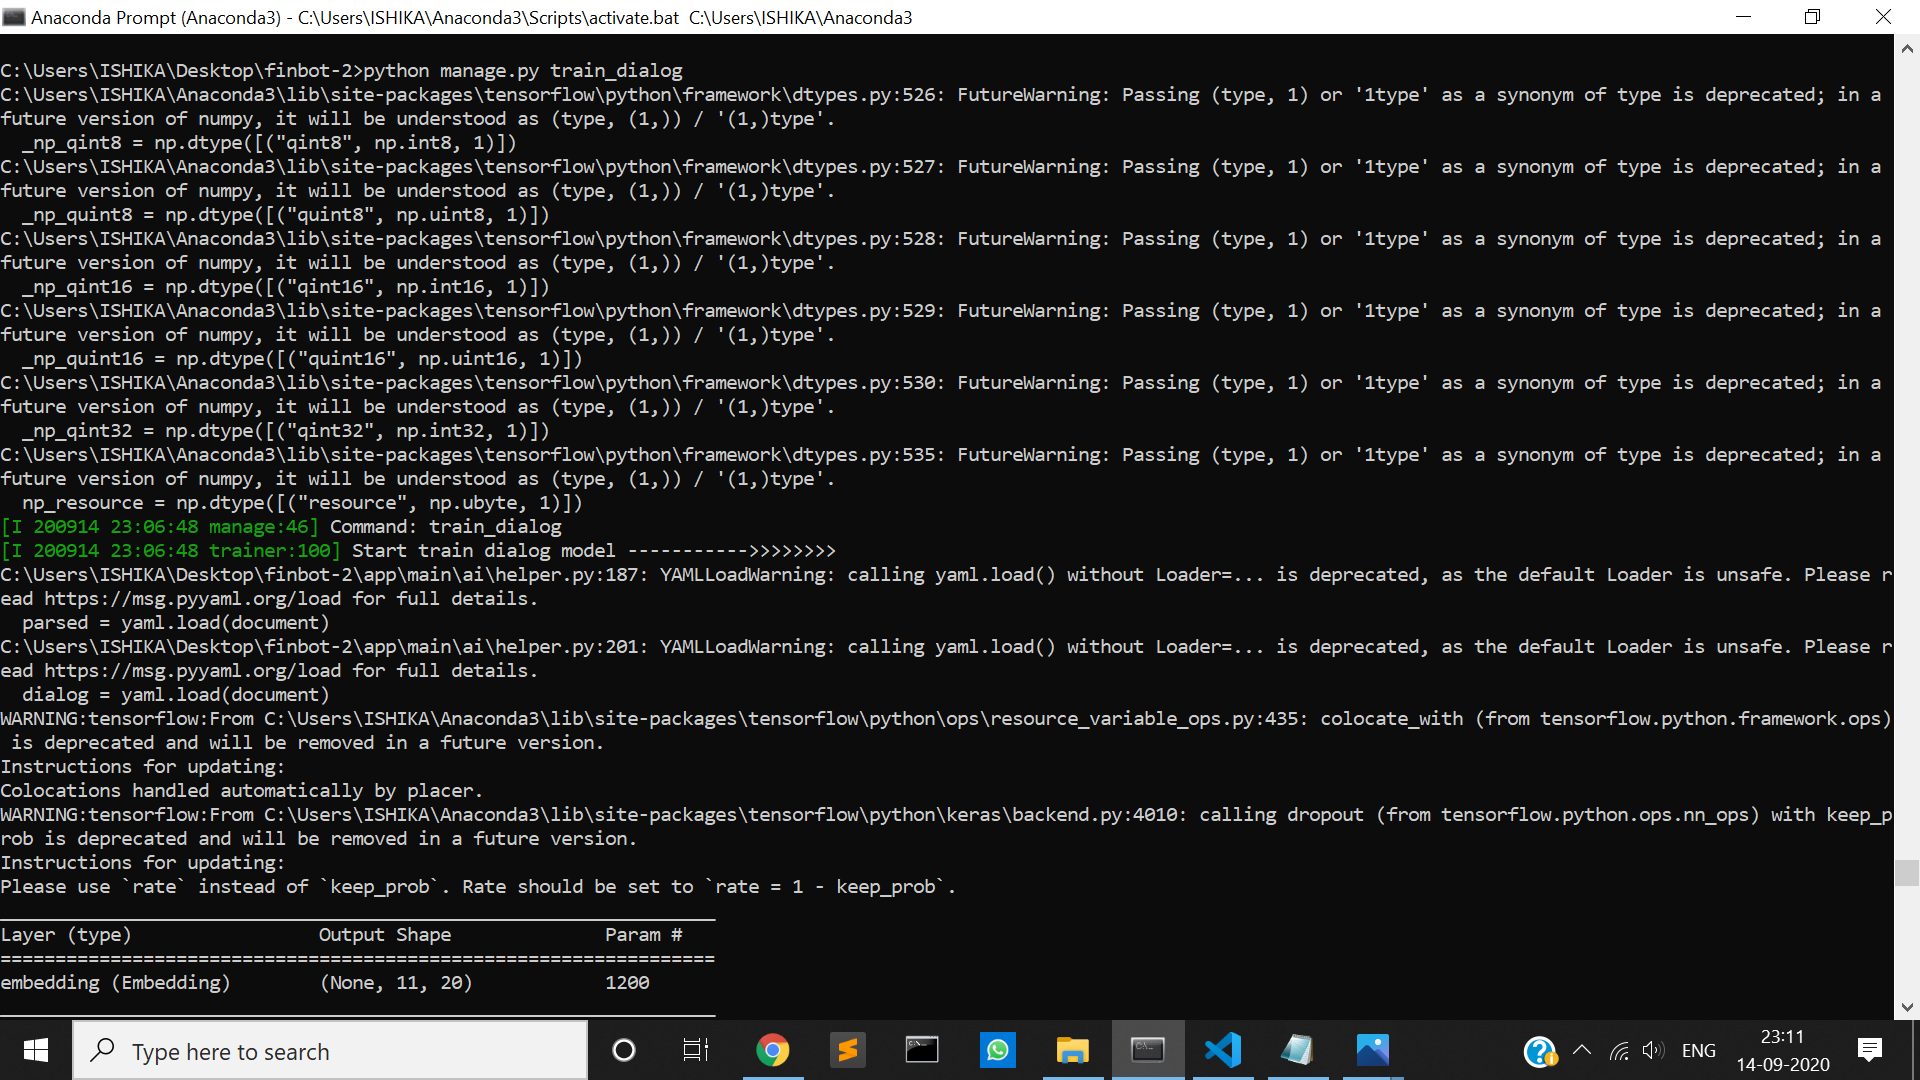 Anaconda Prompt (Anaconda3) - C:\Users\ISHIKA\Anaconda3\Scripts\activate.bat  C:\Users\ISHIKA\Anaconda3
C:\Users\ISHIKA\Desktop\finbot-2>python manage.py train_dialog
C:\Users\ISHIKA\Anaconda3\lib\site-packages\tensorflow\python\framework\dtypes.py:526: FutureWarning: Passing (type, 1) or '1type' as a synonym of type is deprecated; in a
future version of numpy, it will be understood as (type, (1,)) / '(1,)type'.
  _np_qint8 = np.dtype([("qint8", np.int8, 1)])
C:\Users\ISHIKA\Anaconda3\lib\site-packages\tensorflow\python\framework\dtypes.py:527: FutureWarning: Passing (type, 1) or '1type' as a synonym of type is deprecated; in a
future version of numpy, it will be understood as (type, (1,)) / '(1,)type'.
  _np_quint8 = np.dtype([("quint8", np.uint8, 1)])
C:\Users\ISHIKA\Anaconda3\lib\site-packages\tensorflow\python\framework\dtypes.py:528: FutureWarning: Passing (type, 1) or '1type' as a synonym of type is deprecated; in a
future version of numpy, it will be understood as (type, (1,)) / '(1,)type'.
  _np_qint16 = np.dtype([("qint16", np.int16, 1)])
C:\Users\ISHIKA\Anaconda3\lib\site-packages\tensorflow\python\framework\dtypes.py:529: FutureWarning: Passing (type, 1) or '1type' as a synonym of type is deprecated; in a
future version of numpy, it will be understood as (type, (1,)) / '(1,)type'.
  _np_quint16 = np.dtype([("quint16", np.uint16, 1)])
C:\Users\ISHIKA\Anaconda3\lib\site-packages\tensorflow\python\framework\dtypes.py:530: FutureWarning: Passing (type, 1) or '1type' as a synonym of type is deprecated; in a
future version of numpy, it will be understood as (type, (1,)) / '(1,)type'.
  _np_qint32 = np.dtype([("qint32", np.int32, 1)])
C:\Users\ISHIKA\Anaconda3\lib\site-packages\tensorflow\python\framework\dtypes.py:535: FutureWarning: Passing (type, 1) or '1type' as a synonym of type is deprecated; in a
future version of numpy, it will be understood as (type, (1,)) / '(1,)type'.
  np_resource = np.dtype([("resource", np.ubyte, 1)])
[I 200914 23:06:48 manage:46] Command: train_dialog
[I 200914 23:06:48 trainer:100] Start train dialog model ----------->>>>>>>>
C:\Users\ISHIKA\Desktop\finbot-2\app\main\ai\helper.py:187: YAMLLoadWarning: calling yaml.load() without Loader=... is deprecated, as the default Loader is unsafe. Please r
ead https://msg.pyyaml.org/load for full details.
  parsed = yaml.load(document)
C:\Users\ISHIKA\Desktop\finbot-2\app\main\ai\helper.py:201: YAMLLoadWarning: calling yaml.load() without Loader=... is deprecated, as the default Loader is unsafe. Please r
ead https://msg.pyyaml.org/load for full details.
  dialog = yaml.load(document)
WARNING:tensorflow:From C:\Users\ISHIKA\Anaconda3\lib\site-packages\tensorflow\python\ops\resource_variable_ops.py:435: colocate_with (from tensorflow.python.framework.ops)
 is deprecated and will be removed in a future version.
Instructions for updating:
Colocations handled automatically by placer.
WARNING:tensorflow:From C:\Users\ISHIKA\Anaconda3\lib\site-packages\tensorflow\python\keras\backend.py:4010: calling dropout (from tensorflow.python.ops.nn_ops) with keep_p
rob is deprecated and will be removed in a future version.
Instructions for updating:
Please use `rate` instead of `keep_prob`. Rate should be set to `rate = 1 - keep_prob`.
_________________________________________________________________
Layer (type)                 Output Shape              Param #
=================================================================
embedding (Embedding)        (None, 11, 20)            1200
_________________________________________________________________
Type here to search
ENG
23:11
14-09-2020